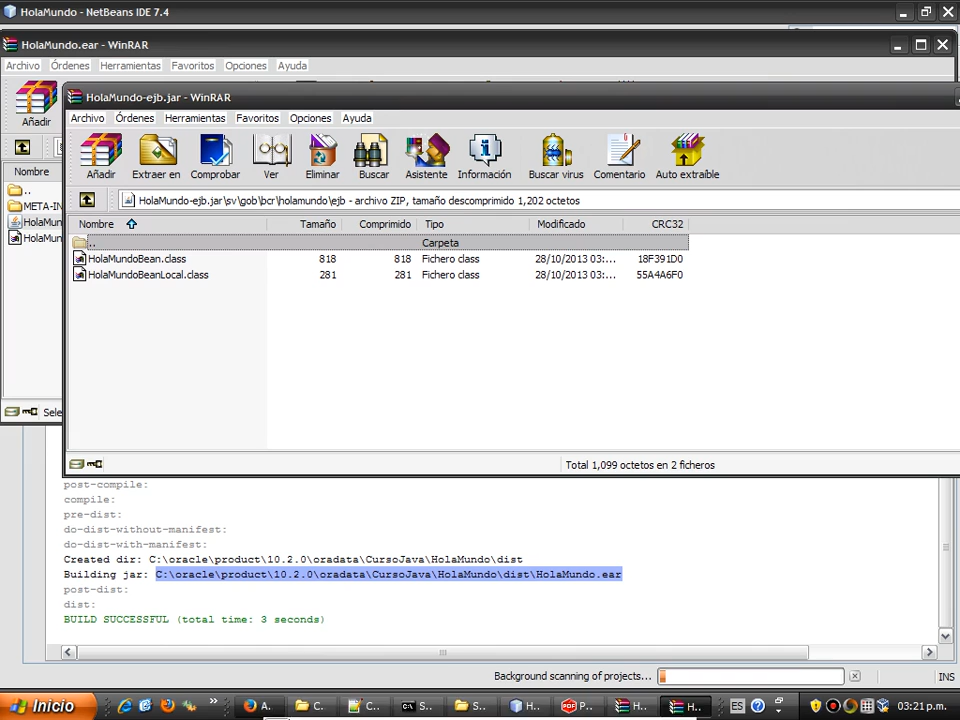 HolaMundo - NetBeans IDE 7.4
HolaMundo.ear - WinRAR
Archivo Órdenes Herramientas Favoritos Opciones Ayuda
HolaMundo-ejb.jar - WinRAR
Añadir
Archivo Órdenes Herramientas Favoritos Opciones Ayuda
Añadir Extraer en Comprobar Ver Eliminar Buscar Asistente Información Buscar virus Comentario Auto extraíble
HolaMundo-ejb.jar\sv\gob\bcr\holamundo\ejb - archivo ZIP, tamaño descomprimido 1,202 octetos
Nombre
..
META-IN
HolaMun
HolaMun
Nombre Tamaño Comprimido Tipo Modificado CRC32
.. Carpeta
HolaMundoBean.class 818 818 Fichero class 28/10/2013 03:... 18F391D0
HolaMundoBeanLocal.class 281 281 Fichero class 28/10/2013 03:... 55A4A6F0
Sele
Total 1,099 octetos en 2 ficheros
post-compile:
compile:
pre-dist:
do-dist-without-manifest:
do-dist-with-manifest:
Created dir: C:\oracle\product\10.2.0\oradata\CursoJava\HolaMundo\dist
Building jar: C:\oracle\product\10.2.0\oradata\CursoJava\HolaMundo\dist\HolaMundo.ear
post-dist:
dist:
BUILD SUCCESSFUL (total time: 3 seconds)
Background scanning of projects... INS
Inicio A. C. C. S. S. H. P. H. H. ES 03:21 p.m.